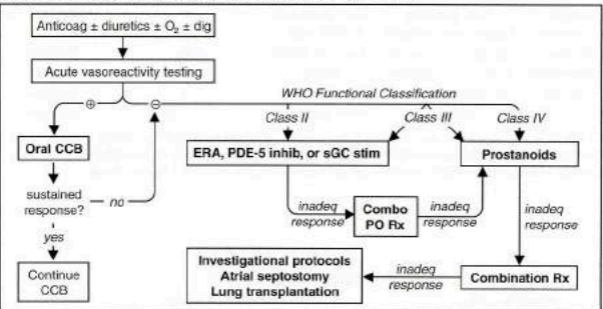 Anticoag ± diuretics ± O₂ ± dig
Acute vasoreactivity testing
WHO Functional Classification
⊕
⊖
Class II
Class III
Class IV
Oral CCB
ERA, PDE-5 inhib, or sGC stim
Prostanoids
sustained
response?
no
inadeq
response
Combo
PO Rx
inadeq
response
inadeq
response
yes
Continue
CCB
Investigational protocols
Atrial septostomy
Lung transplantation
inadeq
response
Combination Rx